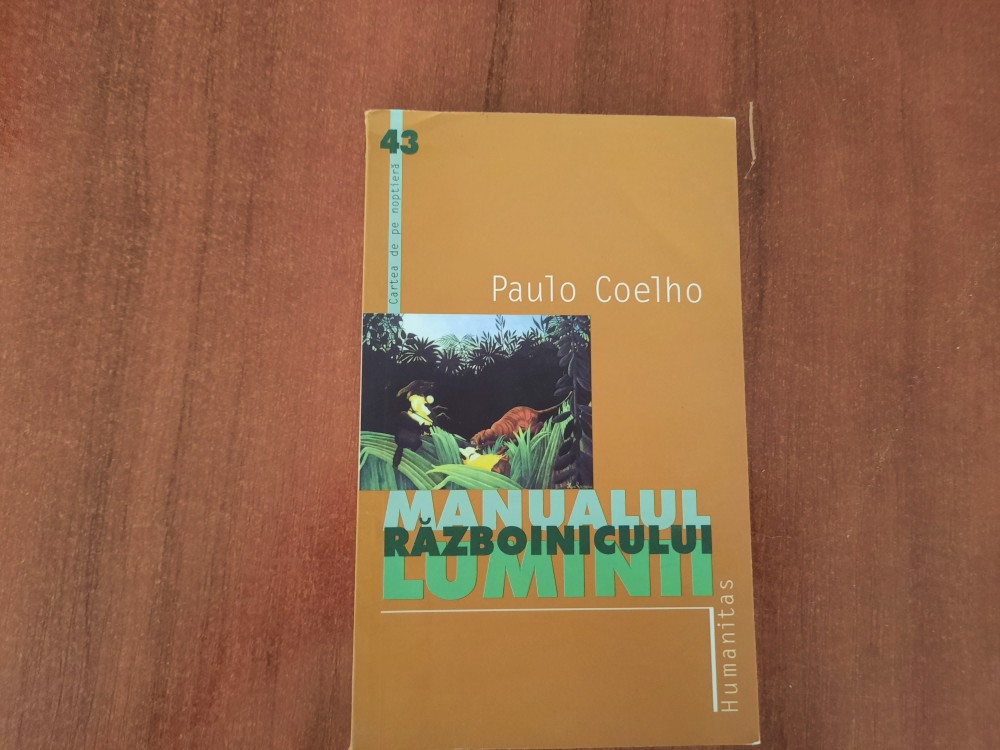 43
Cartea de pe noptieră
Paulo Coelho
MANUALUL
RĂZBOINICULUI
LUMINII
Humanitas